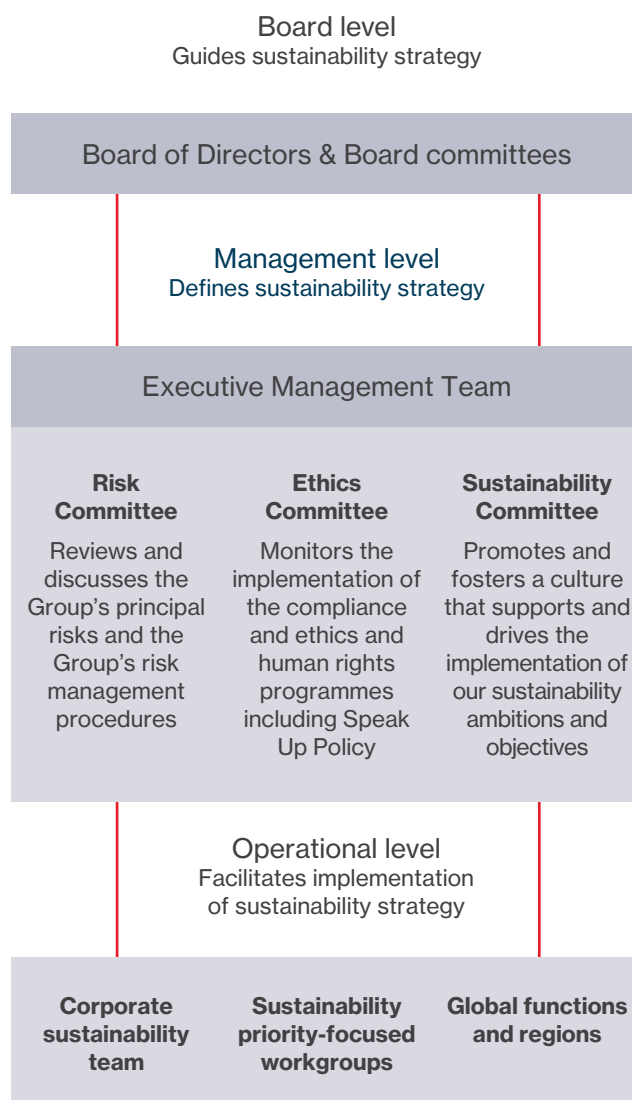 Board level
Guides sustainability strategy
Board of Directors & Board committees
Management level
Defines sustainability strategy
Executive Management Team
Risk
Committee
Reviews and
discusses the
Group’s principal
risks and the
Group’s risk
management
procedures
Ethics
Committee
Monitors the
implementation of
the compliance
and ethics and
human rights
programmes
including Speak
Up Policy
Sustainability
Committee
Promotes and
fosters a culture
that supports and
drives the
implementation of
our sustainability
ambitions and
objectives
Operational level
Facilitates implementation
of sustainability strategy
Corporate
sustainability
team
Sustainability
priority-focused
workgroups
Global functions
and regions